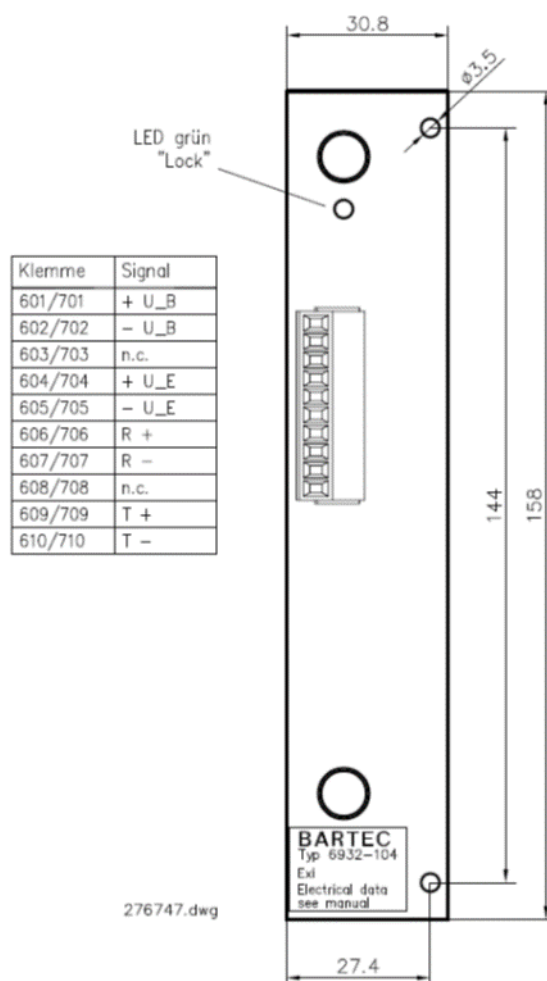 30.8
ø3.5
LED grün
"Lock"
Klemme Signal
601/701 + U_B
602/702 - U_B
603/703 n.c.
604/704 + U_E
605/705 - U_E
606/706 R +
607/707 R -
608/708 n.c.
609/709 T +
610/710 T -
144
158
BARTEC
Typ 6932-104
ExI
Electrical data
see manual
276747.dwg
27.4